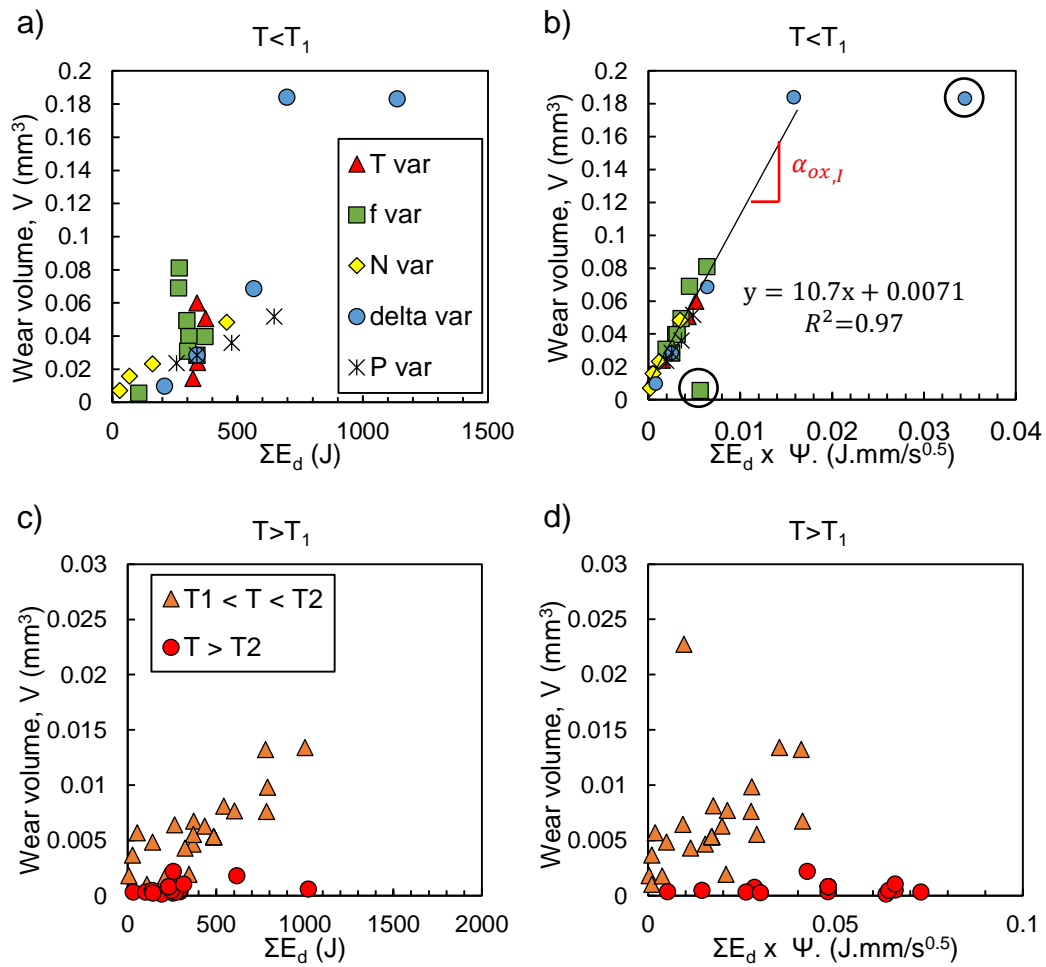 a)
T<T1
Wear volume, V (mm³)
0.2
0.18
0.16
0.14
0.12
0.1
0.08
0.06
0.04
0.02
0
0
500
1000
1500
ΣEd (J)
T var
f var
N var
delta var
P var
b)
T<T1
Wear volume, V (mm³)
0.2
0.18
0.16
0.14
0.12
0.1
0.08
0.06
0.04
0.02
0
0
0.01
0.02
0.03
0.04
ΣEd x Ψ. (J.mm/s^0.5)
αox,I
y = 10.7x + 0.0071
R²=0.97
c)
T>T1
Wear volume, V (mm³)
0.03
0.025
0.02
0.015
0.01
0.005
0
0
500
1000
1500
2000
ΣEd (J)
T1 < T < T2
T > T2
d)
T>T1
Wear volume, V (mm³)
0.03
0.025
0.02
0.015
0.01
0.005
0
0
0.05
0.1
ΣEd x Ψ. (J.mm/s^0.5)